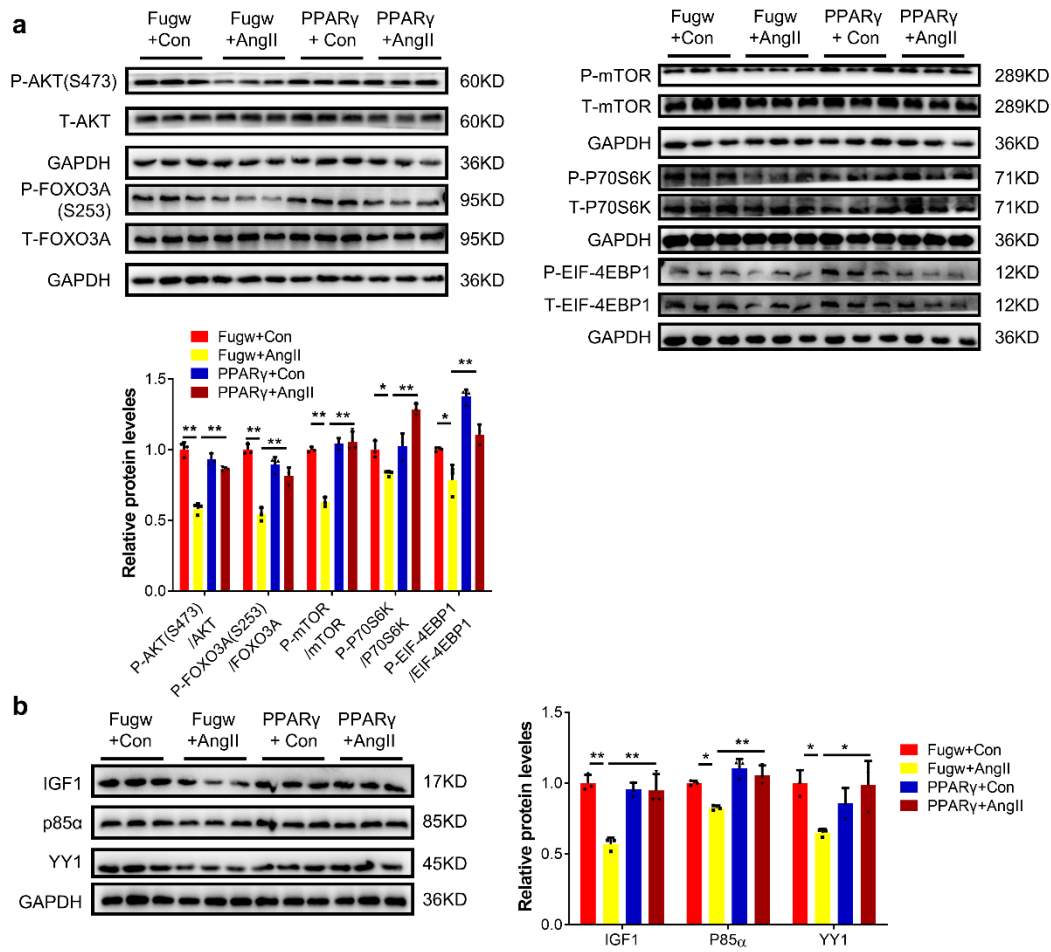 a
Fugw Fugw PPARγ PPARγ
+Con +AngII + Con +AngII
P-AKT(S473) 60KD
T-AKT 60KD
GAPDH 36KD
P-FOXO3A
(S253) 95KD
T-FOXO3A 95KD
GAPDH 36KD
Fugw Fugw PPARγ PPARγ
+Con +AngII + Con +AngII
P-mTOR 289KD
T-mTOR 289KD
GAPDH 36KD
P-P70S6K 71KD
T-P70S6K 71KD
GAPDH 36KD
P-EIF-4EBP1 12KD
T-EIF-4EBP1 12KD
GAPDH 36KD
Fugw+Con
Fugw+AngII
PPARγ+Con
PPARγ+AngII
Relative protein leveles
1.5
1.0
0.5
0.0
** ** ** ** ** ** * ** * **
P-AKT(S473)
/AKT
P-FOXO3A(S253)
/FOXO3A
P-mTOR
/mTOR
P-P70S6K
/P70S6K
P-EIF-4EBP1
/EIF-4EBP1
b
Fugw Fugw PPARγ PPARγ
+Con +AngII + Con +AngII
IGF1 17KD
p85α 85KD
YY1 45KD
GAPDH 36KD
Relative protein leveles
1.5
1.0
0.5
0.0
** ** * ** * *
IGF1 P85α YY1
Fugw+Con
Fugw+AngII
PPARγ+Con
PPARγ+AngII